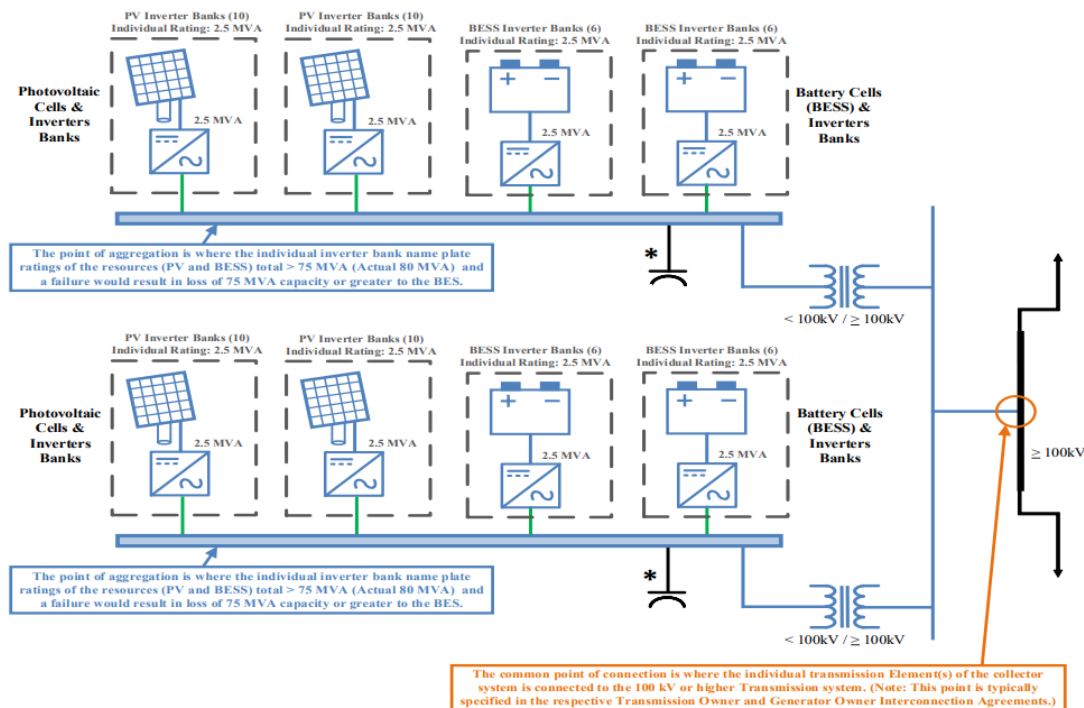 PV Inverter Banks (10)
Individual Rating: 2.5 MVA
PV Inverter Banks (10)
Individual Rating: 2.5 MVA
BESS Inverter Banks (6)
Individual Rating: 2.5 MVA
BESS Inverter Banks (6)
Individual Rating: 2.5 MVA
Photovoltaic
Cells &
Inverters
Banks
2.5 MVA
2.5 MVA
+ −
2.5 MVA
+ −
2.5 MVA
Battery Cells
(BESS) &
Inverters
Banks
The point of aggregation is where the individual inverter bank name plate
ratings of the resources (PV and BESS) total > 75 MVA (Actual 80 MVA) and
a failure would result in loss of 75 MVA capacity or greater to the BES.
*
< 100kV / ≥ 100kV
PV Inverter Banks (10)
Individual Rating: 2.5 MVA
PV Inverter Banks (10)
Individual Rating: 2.5 MVA
BESS Inverter Banks (6)
Individual Rating: 2.5 MVA
BESS Inverter Banks (6)
Individual Rating: 2.5 MVA
Photovoltaic
Cells &
Inverters
Banks
2.5 MVA
2.5 MVA
+ −
2.5 MVA
+ −
2.5 MVA
Battery Cells
(BESS) &
Inverters
Banks
≥ 100kV
The point of aggregation is where the individual inverter bank name plate
ratings of the resources (PV and BESS) total > 75 MVA (Actual 80 MVA) and
a failure would result in loss of 75 MVA capacity or greater to the BES.
*
< 100kV / ≥ 100kV
The common point of connection is where the individual transmission Element(s) of the collector
system is connected to the 100 kV or higher Transmission system. (Note: This point is typically
specified in the respective Transmission Owner and Generator Owner Interconnection Agreements.)